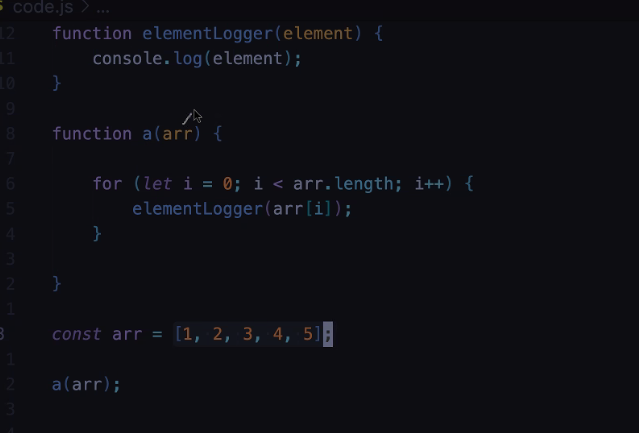 code.js > ...
12 function elementLogger(element) {
11 console.log(element);
10 }
9
8 function a(arr) {
7
6 for (let i = 0; i < arr.length; i++) {
5 elementLogger(arr[i]);
4 }
3
2 }
1
const arr = [1, 2, 3, 4, 5];
1
2 a(arr);
3
4